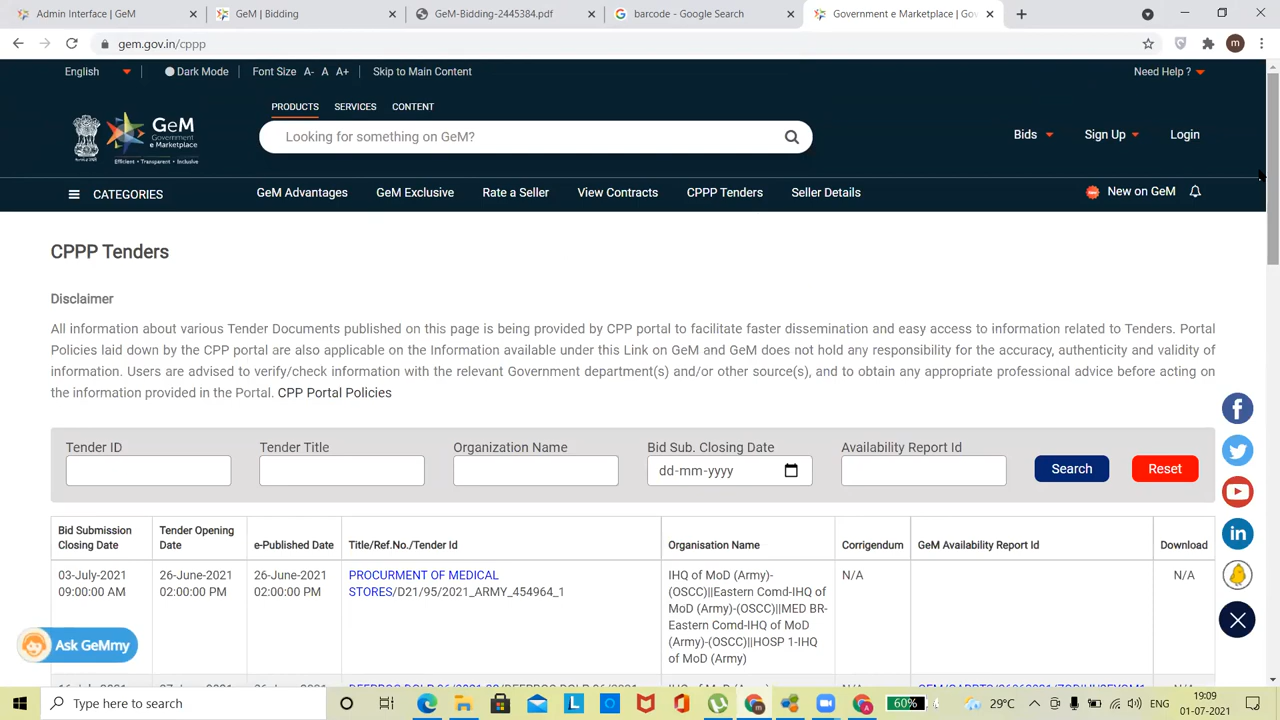 Admin Interface | GeM
GeM | Bidding
GeM-Bidding-2445384.pdf
barcode - Google Search
Government e Marketplace | Gov
gem.gov.in/cppp
m
English
Dark Mode
Font Size A- A A+
Skip to Main Content
Need Help ?
PRODUCTS SERVICES CONTENT
GeM
Government
e Marketplace
Efficient • Transparent • Inclusive
Looking for something on GeM?
Bids
Sign Up
Login
CATEGORIES
GeM Advantages
GeM Exclusive
Rate a Seller
View Contracts
CPPP Tenders
Seller Details
New on GeM
CPPP Tenders
Disclaimer
All information about various Tender Documents published on this page is being provided by CPP portal to facilitate faster dissemination and easy access to information related to Tenders. Portal
Policies laid down by the CPP portal are also applicable on the Information available under this Link on GeM and GeM does not hold any responsibility for the accuracy, authenticity and validity of
information. Users are advised to verify/check information with the relevant Government department(s) and/or other source(s), and to obtain any appropriate professional advice before acting on
the information provided in the Portal. CPP Portal Policies
Tender ID
Tender Title
Organization Name
Bid Sub. Closing Date
Availability Report Id
dd-mm-yyyy
Search
Reset
Bid Submission
Closing Date
Tender Opening
Date
e-Published Date
Title/Ref.No./Tender Id
Organisation Name
Corrigendum
GeM Availability Report Id
Download
03-July-2021
09:00:00 AM
26-June-2021
02:00:00 PM
26-June-2021
02:00:00 PM
PROCURMENT OF MEDICAL
STORES/D21/95/2021_ARMY_454964_1
IHQ of MoD (Army)-
(OSCC)||Eastern Comd-IHQ of
MoD (Army)-(OSCC)||MED BR-
Eastern Comd-IHQ of MoD
(Army)-(OSCC)||HOSP 1-IHQ
of MoD (Army)
N/A
N/A
Ask GeMmy
Type here to search
60%
29°C
ENG
19:09
01-07-2021